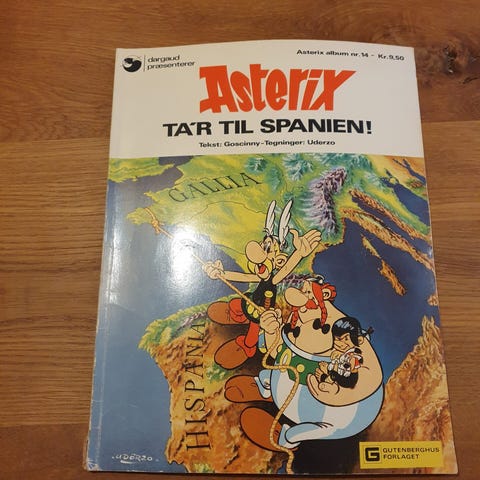 dargaud
præsenterer
Asterix album nr. 14 - Kr. 9,50
Asterix
TA'R TIL SPANIEN!
Tekst: Goscinny-Tegninger: Uderzo
GALLIA
HISPANIA
·UDERZO·
G GUTENBERGHUS
FORLAGET